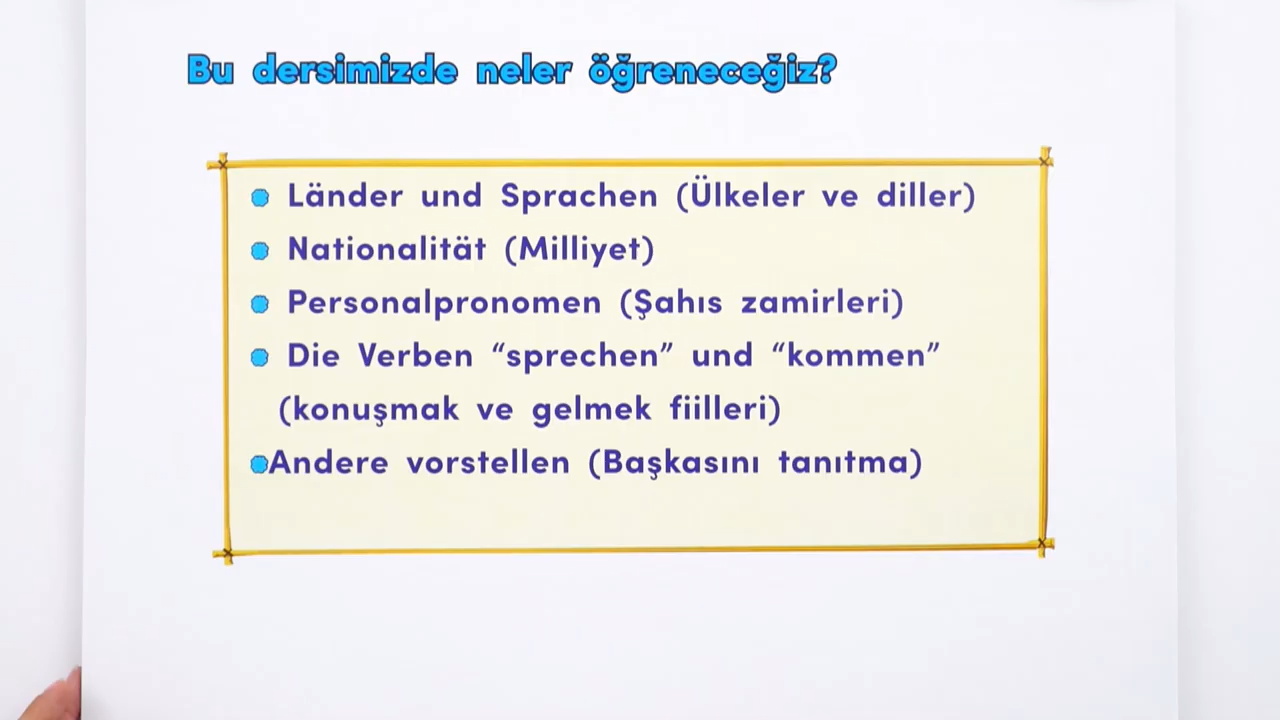 Bu dersimizde neler öğreneceğiz?
Länder und Sprachen (Ülkeler ve diller)
Nationalität (Milliyet)
Personalpronomen (Şahıs zamirleri)
Die Verben “sprechen” und “kommen”
(konuşmak ve gelmek fiilleri)
Andere vorstellen (Başkasını tanıtma)